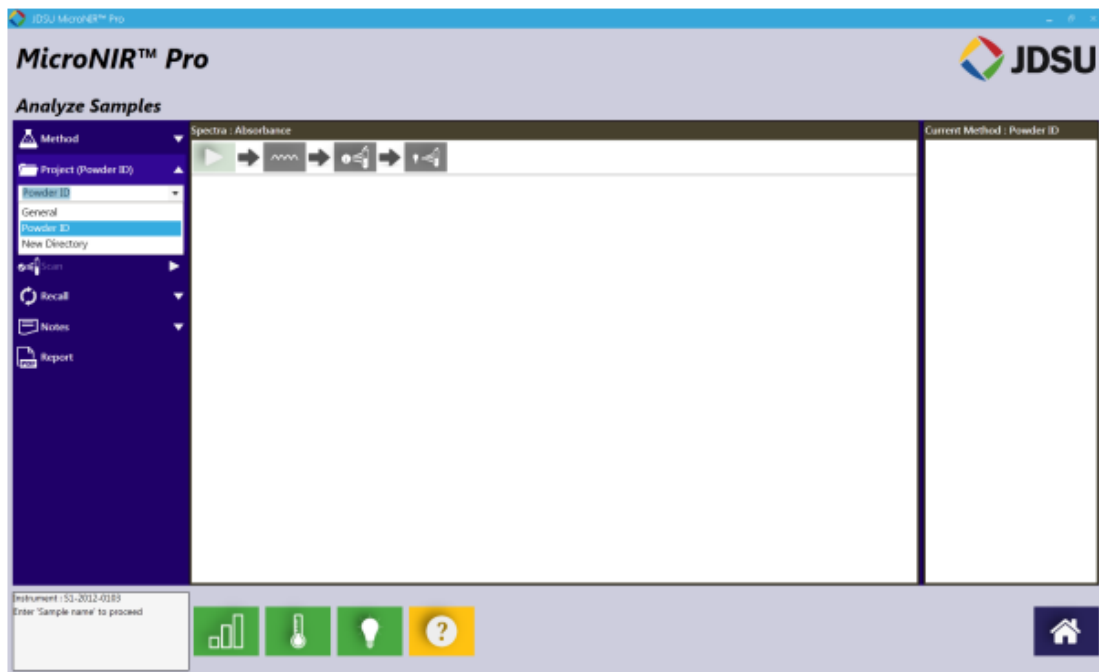 JDSU MicroNIR™ Pro
MicroNIR™ Pro
JDSU
Analyze Samples
Method
Spectra : Absorbance
Current Method : Powder ID
Project (Powder ID)
Powder ID
General
Powder ID
New Directory
Scan
Recall
Notes
Report
PDF
Instrument : S1-2012-0103
Enter 'Sample name' to proceed
?